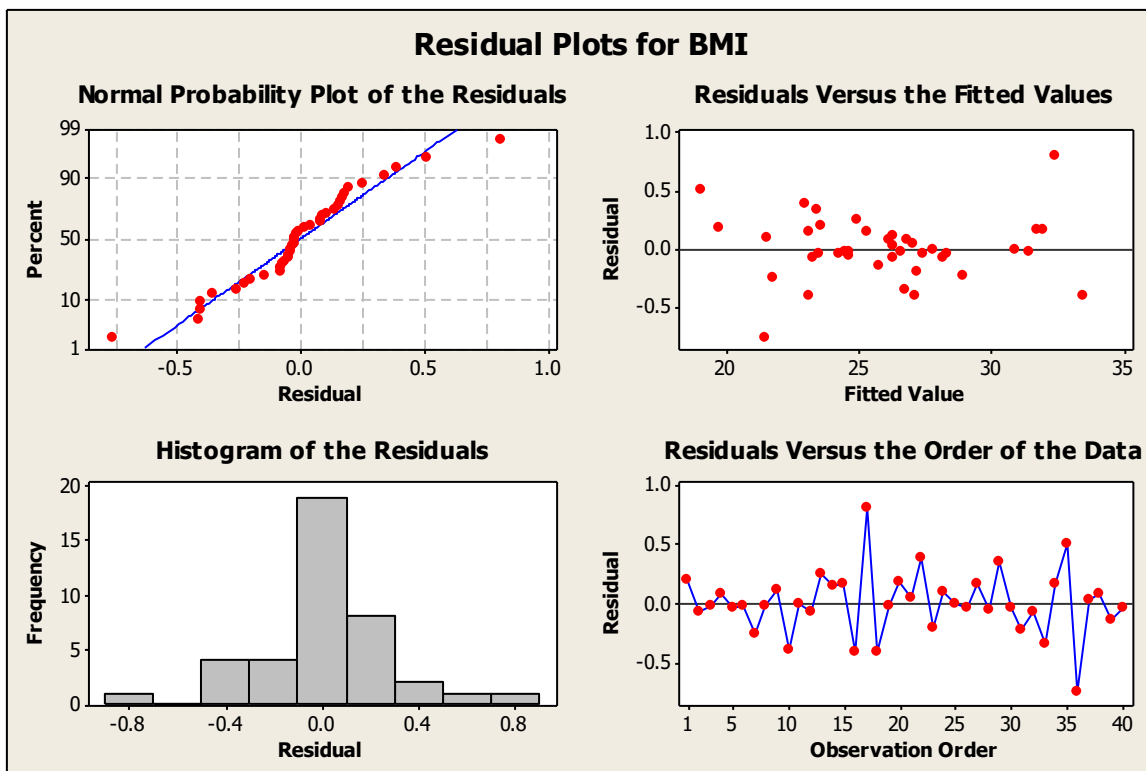 Residual Plots for BMI
Normal Probability Plot of the Residuals
99
90
50
10
1
Percent
-0.5 0.0 0.5 1.0
Residual
Residuals Versus the Fitted Values
1.0
0.5
0.0
-0.5
Residual
20 25 30 35
Fitted Value
Histogram of the Residuals
20
15
10
5
0
Frequency
-0.8 -0.4 0.0 0.4 0.8
Residual
Residuals Versus the Order of the Data
1.0
0.5
0.0
-0.5
Residual
1 5 10 15 20 25 30 35 40
Observation Order